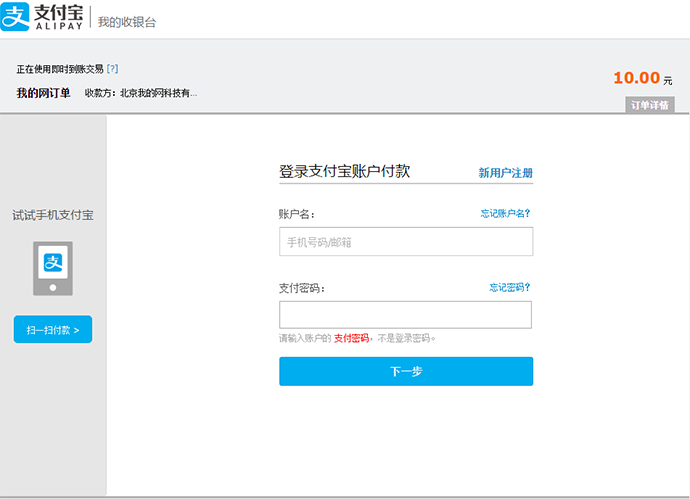 支付宝 我的收银台
ALIPAY
正在使用即时到账交易 [?]
10.00 元
我的网订单 收款方：北京我的网科技有...
订单详情
登录支付宝账户付款 新用户注册
试试手机支付宝
账户名： 忘记账户名?
手机号码/邮箱
支付密码： 忘记密码?
扫一扫付款 >
请输入账户的 支付密码，不是登录密码。
下一步